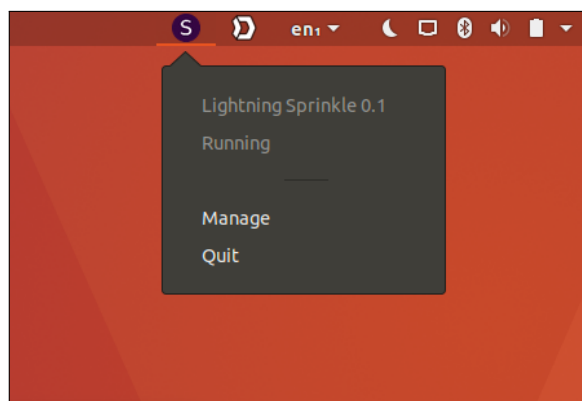 S
en₁
Lightning Sprinkle 0.1
Running
Manage
Quit